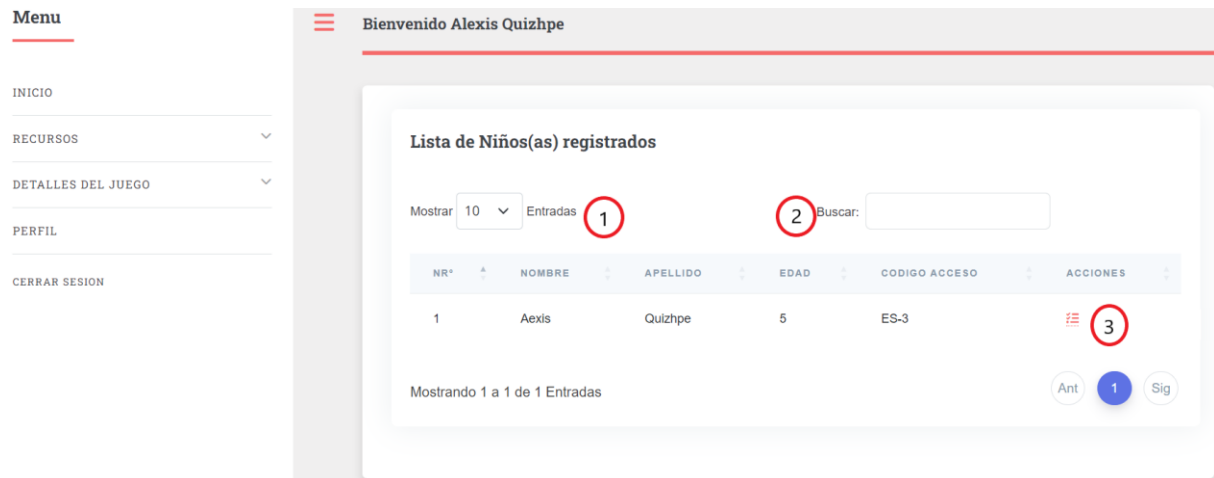 Menu
Bienvenido Alexis Quizhpe
INICIO
RECURSOS
DETALLES DEL JUEGO
PERFIL
CERRAR SESION
Lista de Niños(as) registrados
Mostrar 10 Entradas 1 2 Buscar:
NR° NOMBRE APELLIDO EDAD CODIGO ACCESO ACCIONES
1 Aexis Quizhpe 5 ES-3 3
Mostrando 1 a 1 de 1 Entradas Ant 1 Sig